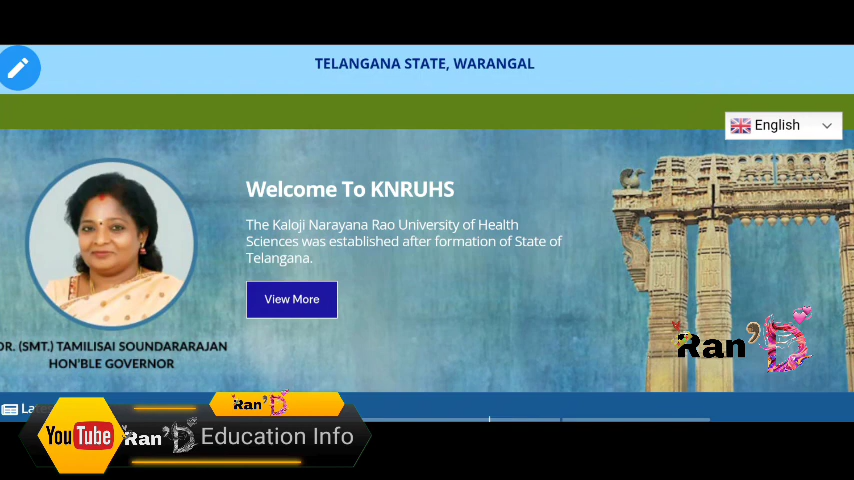 TELANGANA STATE, WARANGAL
English
Welcome To KNRUHS
The Kaloji Narayana Rao University of Health
Sciences was established after formation of State of
Telangana.
View More
DR. (SMT.) TAMILISAI SOUNDARARAJAN
HON'BLE GOVERNOR
Ran'D
La
Ran'D
YouTube
Ran'D Education Info